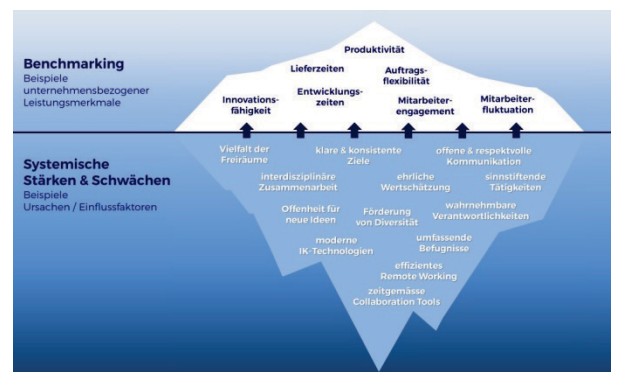 Benchmarking
Beispiele
unternehmensbezogener
Leistungsmerkmale
Produktivität
Lieferzeiten
Auftrags-
flexibilität
Entwicklungs-
zeiten
Innovations-
fähigkeit
Mitarbeiter-
engagement
Mitarbeiter-
fluktuation
Systemische
Stärken & Schwächen
Beispiele
Ursachen / Einflussfaktoren
Vielfalt der
Freiräume
klare & konsistente
Ziele
offene & respektvolle
Kommunikation
interdisziplinäre
Zusammenarbeit
ehrliche
Wertschätzung
sinnstiftende
Tätigkeiten
Offenheit für
neue Ideen
Förderung
von Diversität
wahrnehmbare
Verantwortlichkeiten
moderne
IK-Technologien
umfassende
Befugnisse
effizientes
Remote Working
zeitgemässe
Collaboration Tools